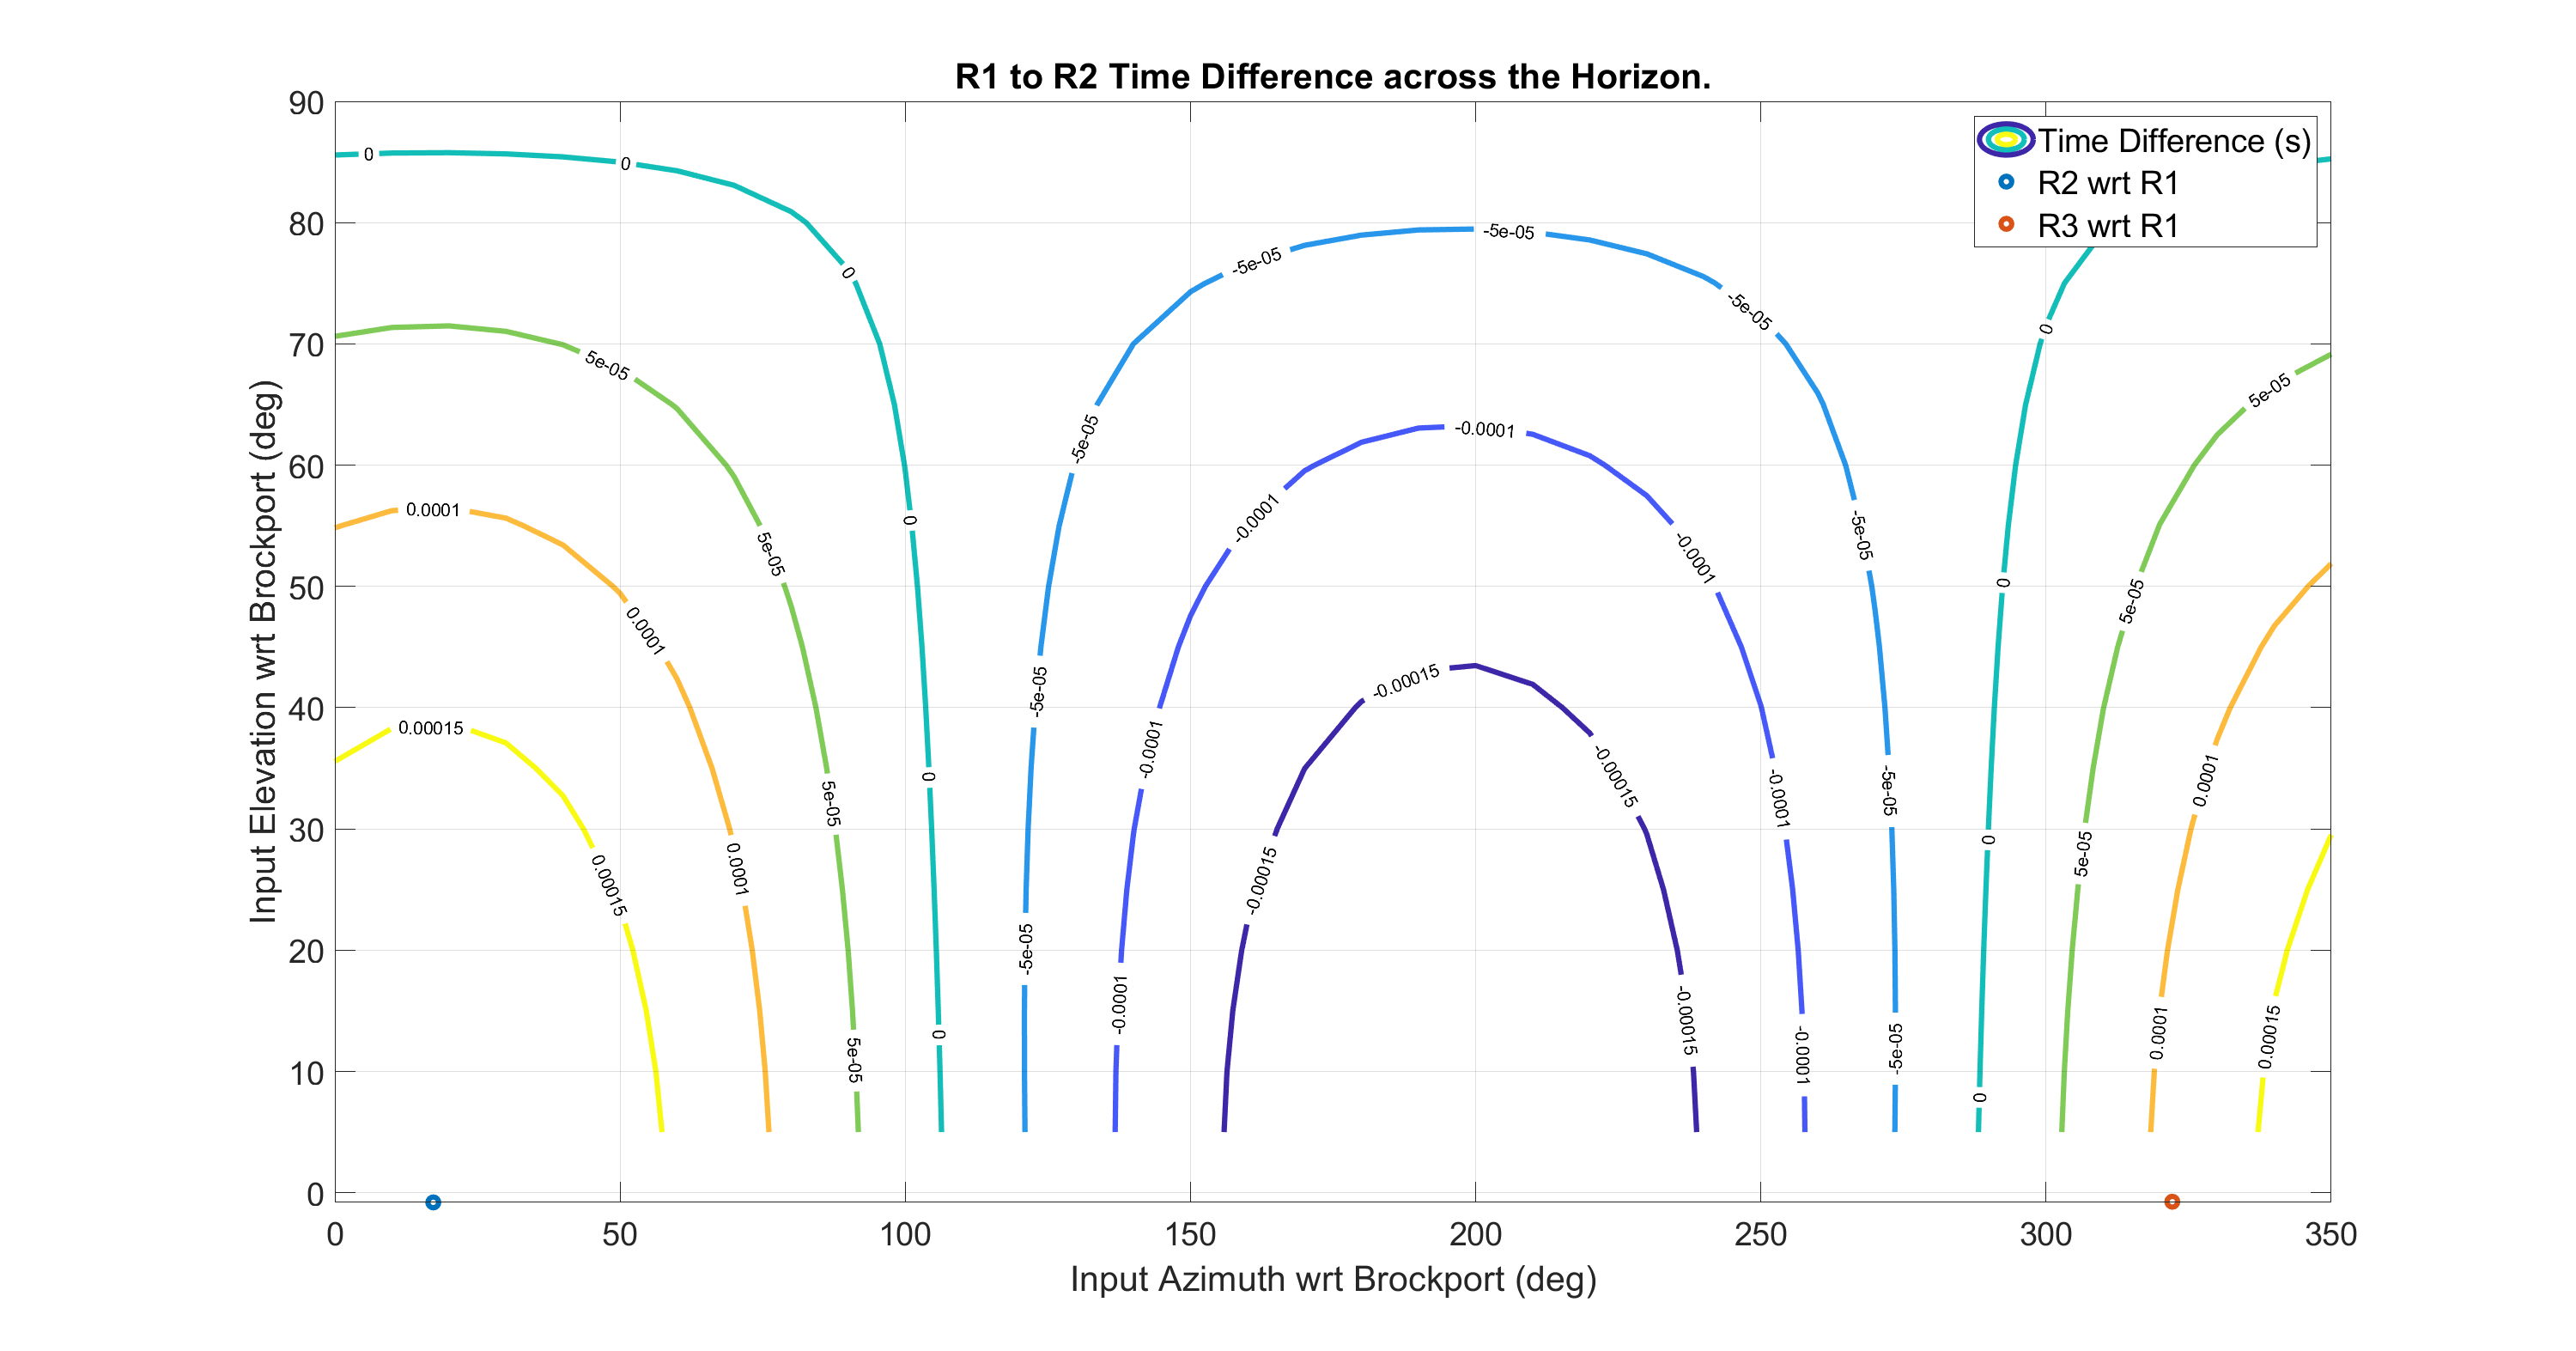 R1 to R2 Time Difference across the Horizon.
Time Difference (s)
R2 wrt R1
R3 wrt R1
Input Elevation wrt Brockport (deg)
90
80
70
60
50
40
30
20
10
0
0
0
0
0
0
0
0
0
0
0
5e-05
5e-05
5e-05
5e-05
0.0001
0.0001
0.0001
0.00015
0.00015
-5e-05
-5e-05
-5e-05
-5e-05
-5e-05
-5e-05
-5e-05
-5e-05
-5e-05
-0.0001
-0.0001
-0.0001
-0.0001
-0.0001
-0.0001
-0.0001
-0.00015
-0.00015
-0.00015
-0.00015
5e-05
5e-05
5e-05
0.0001
0.0001
0.00015
0 50 100 150 200 250 300 350
Input Azimuth wrt Brockport (deg)